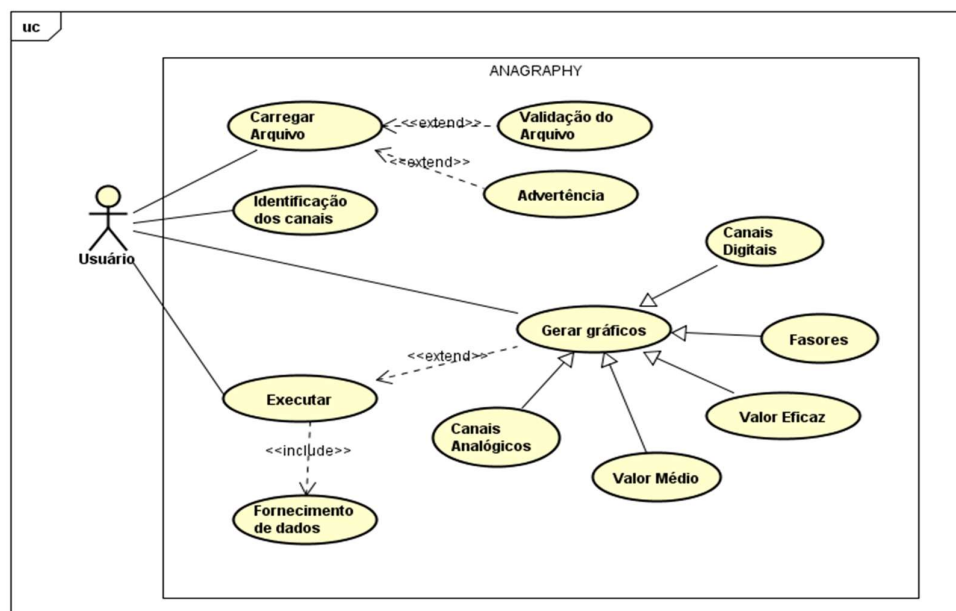 uc
ANAGRAPHY
Carregar
Arquivo
<<extend>>
Validação do
Arquivo
<<extend>>
Advertência
Identificação
dos canais
Usuário
Canais
Digitais
Gerar gráficos
Fasores
<<extend>>
Executar
Valor Eficaz
Canais
Analógicos
<<include>>
Valor Médio
Fornecimento
de dados